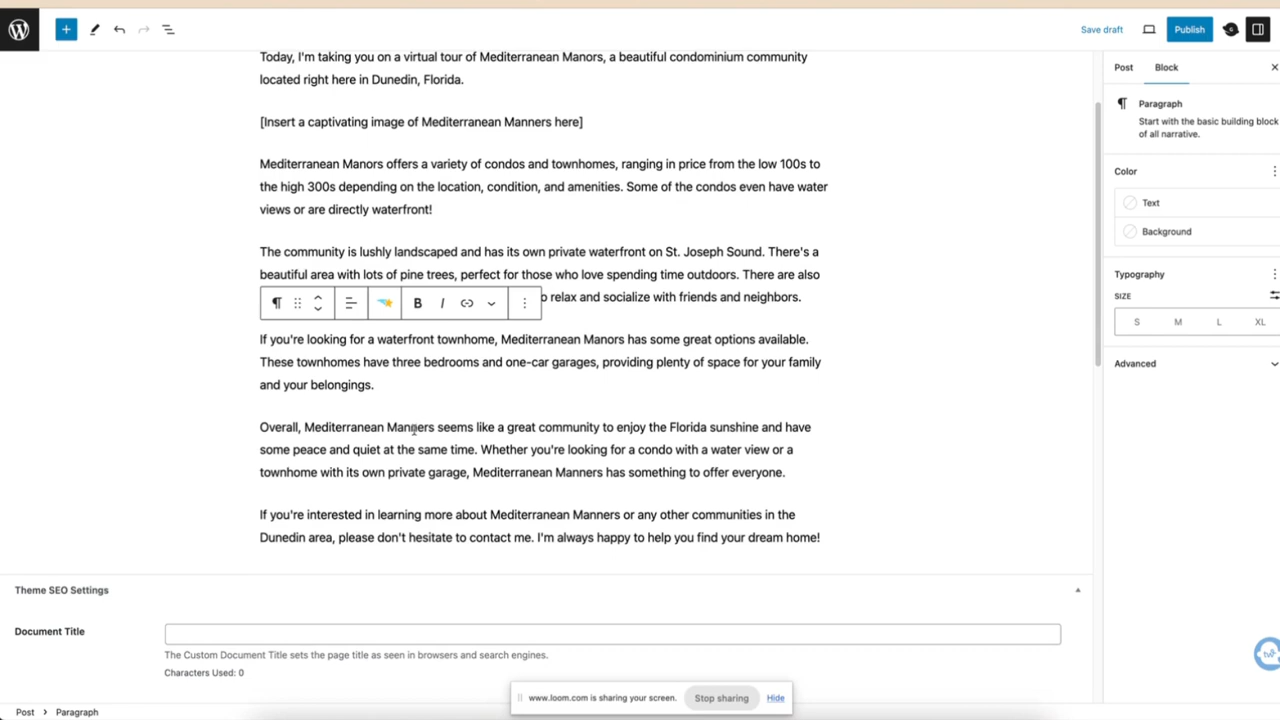 Save draft
Publish
Today, I'm taking you on a virtual tour of Mediterranean Manors, a beautiful condominium community
located right here in Dunedin, Florida.
[Insert a captivating image of Mediterranean Manners here]
Mediterranean Manors offers a variety of condos and townhomes, ranging in price from the low 100s to
the high 300s depending on the location, condition, and amenities. Some of the condos even have water
views or are directly waterfront!
The community is lushly landscaped and has its own private waterfront on St. Joseph Sound. There's a
beautiful area with lots of pine trees, perfect for those who love spending time outdoors. There are also
B I
o relax and socialize with friends and neighbors.
If you're looking for a waterfront townhome, Mediterranean Manors has some great options available.
These townhomes have three bedrooms and one-car garages, providing plenty of space for your family
and your belongings.
Overall, Mediterranean Manners seems like a great community to enjoy the Florida sunshine and have
some peace and quiet at the same time. Whether you're looking for a condo with a water view or a
townhome with its own private garage, Mediterranean Manners has something to offer everyone.
If you're interested in learning more about Mediterranean Manners or any other communities in the
Dunedin area, please don't hesitate to contact me. I'm always happy to help you find your dream home!
Post
Block
Paragraph
Start with the basic building block
of all narrative.
Color
Text
Background
Typography
SIZE
S M L XL
Advanced
Theme SEO Settings
Document Title
The Custom Document Title sets the page title as seen in browsers and search engines.
Characters Used: 0
www.loom.com is sharing your screen.
Stop sharing
Hide
Post
Paragraph